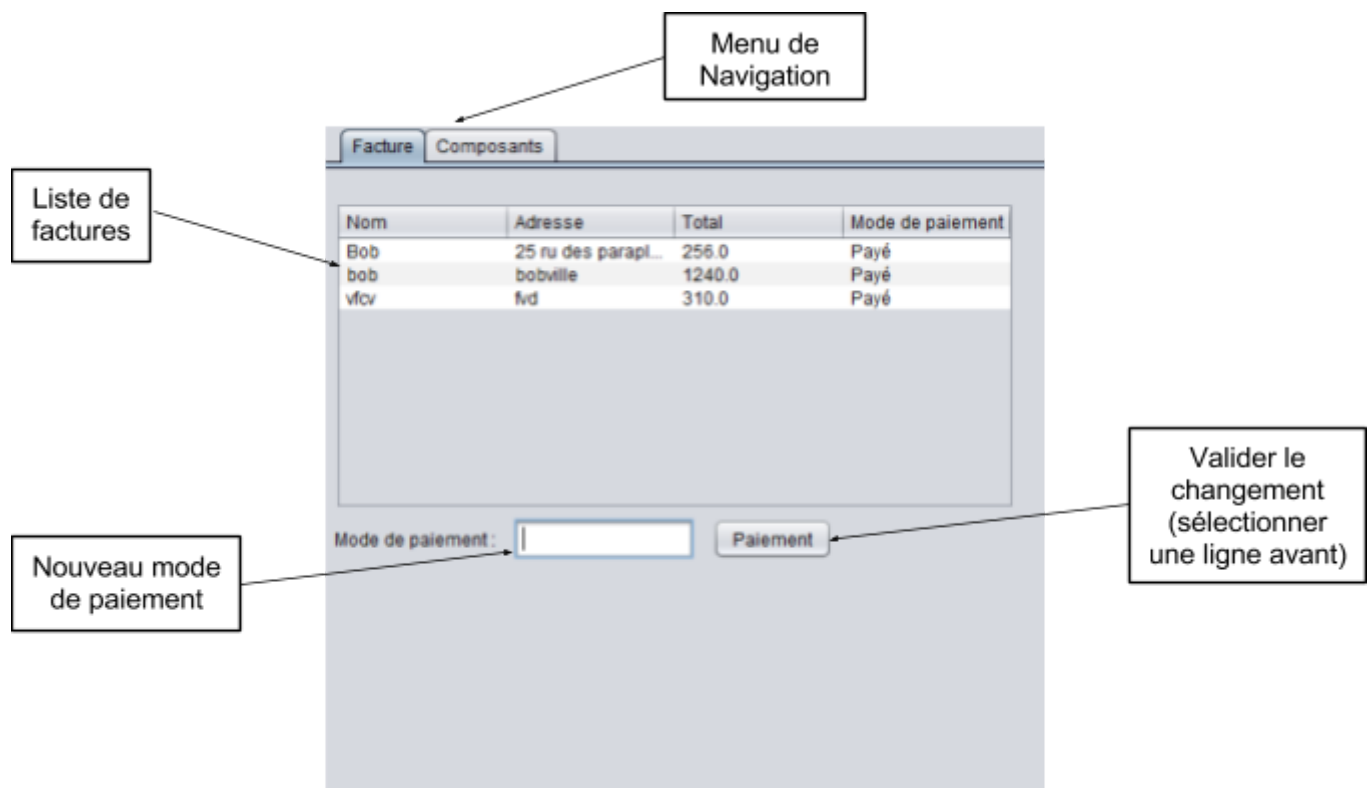 Menu de
Navigation
Facture Composants
Liste de
factures
Nom Adresse Total Mode de paiement
Bob 25 ru des parapl... 256.0 Payé
bob bobville 1240.0 Payé
vfcv fvd 310.0 Payé
Valider le
changement
(sélectionner
une ligne avant)
Mode de paiement : Paiement
Nouveau mode
de paiement